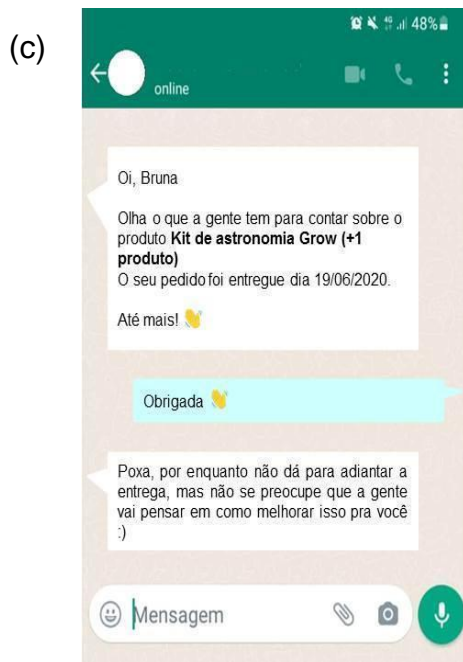 (c)
48%
online
Oi, Bruna
Olha o que a gente tem para contar sobre o
produto Kit de astronomia Grow (+1
produto)
O seu pedido foi entregue dia 19/06/2020.
Até mais! 👋
Obrigada 👋
Poxa, por enquanto não dá para adiantar a
entrega, mas não se preocupe que a gente
vai pensar em como melhorar isso pra você
:)
Mensagem